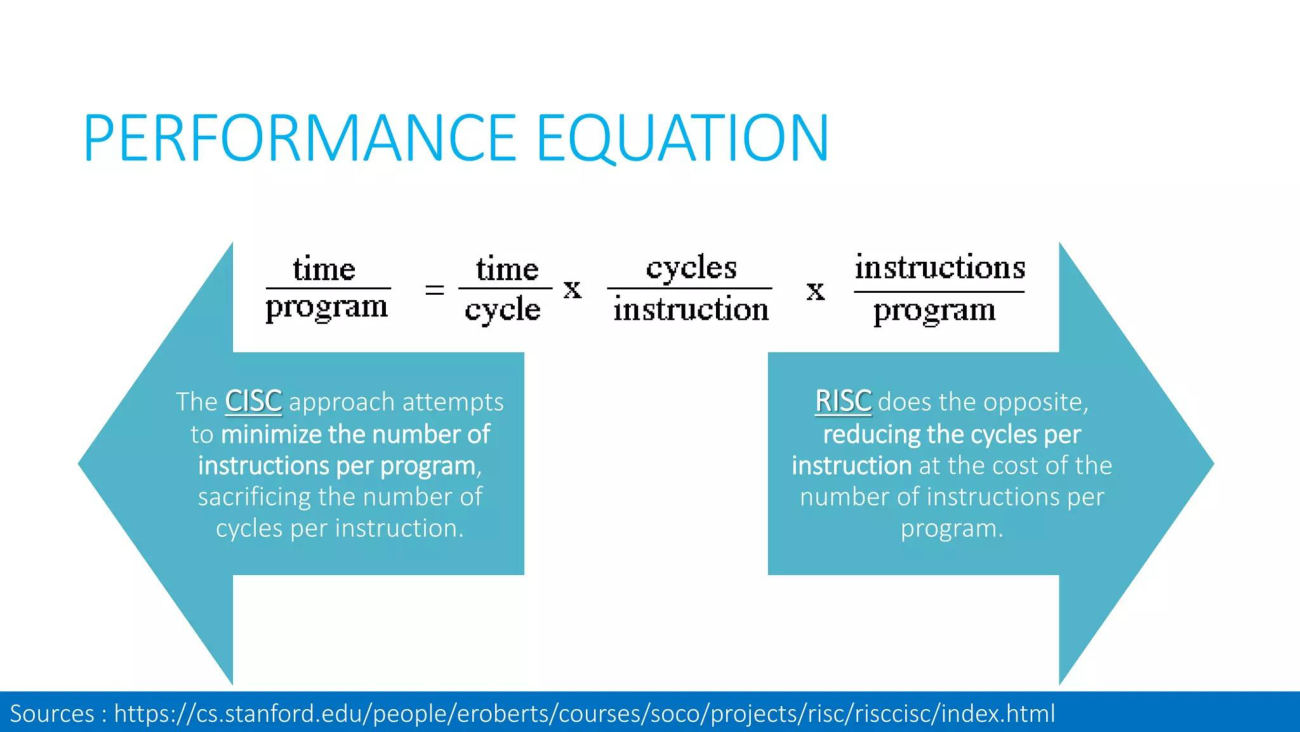 PERFORMANCE EQUATION
time
program
=
time
cycle
x
cycles
instruction
x
instructions
program
The CISC approach attempts
to minimize the number of
instructions per program,
sacrificing the number of
cycles per instruction.
RISC does the opposite,
reducing the cycles per
instruction at the cost of the
number of instructions per
program.
Sources : https://cs.stanford.edu/people/eroberts/courses/soco/projects/risc/risccisc/index.html